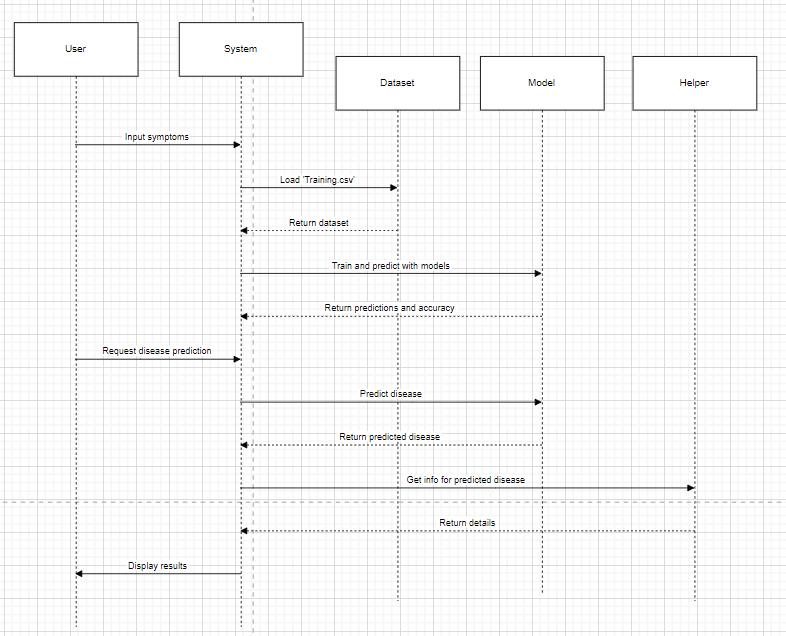 User
System
Dataset
Model
Helper
Input symptoms
Load 'Training.csv'
Return dataset
Train and predict with models
Return predictions and accuracy
Request disease prediction
Predict disease
Return predicted disease
Get info for predicted disease
Return details
Display results